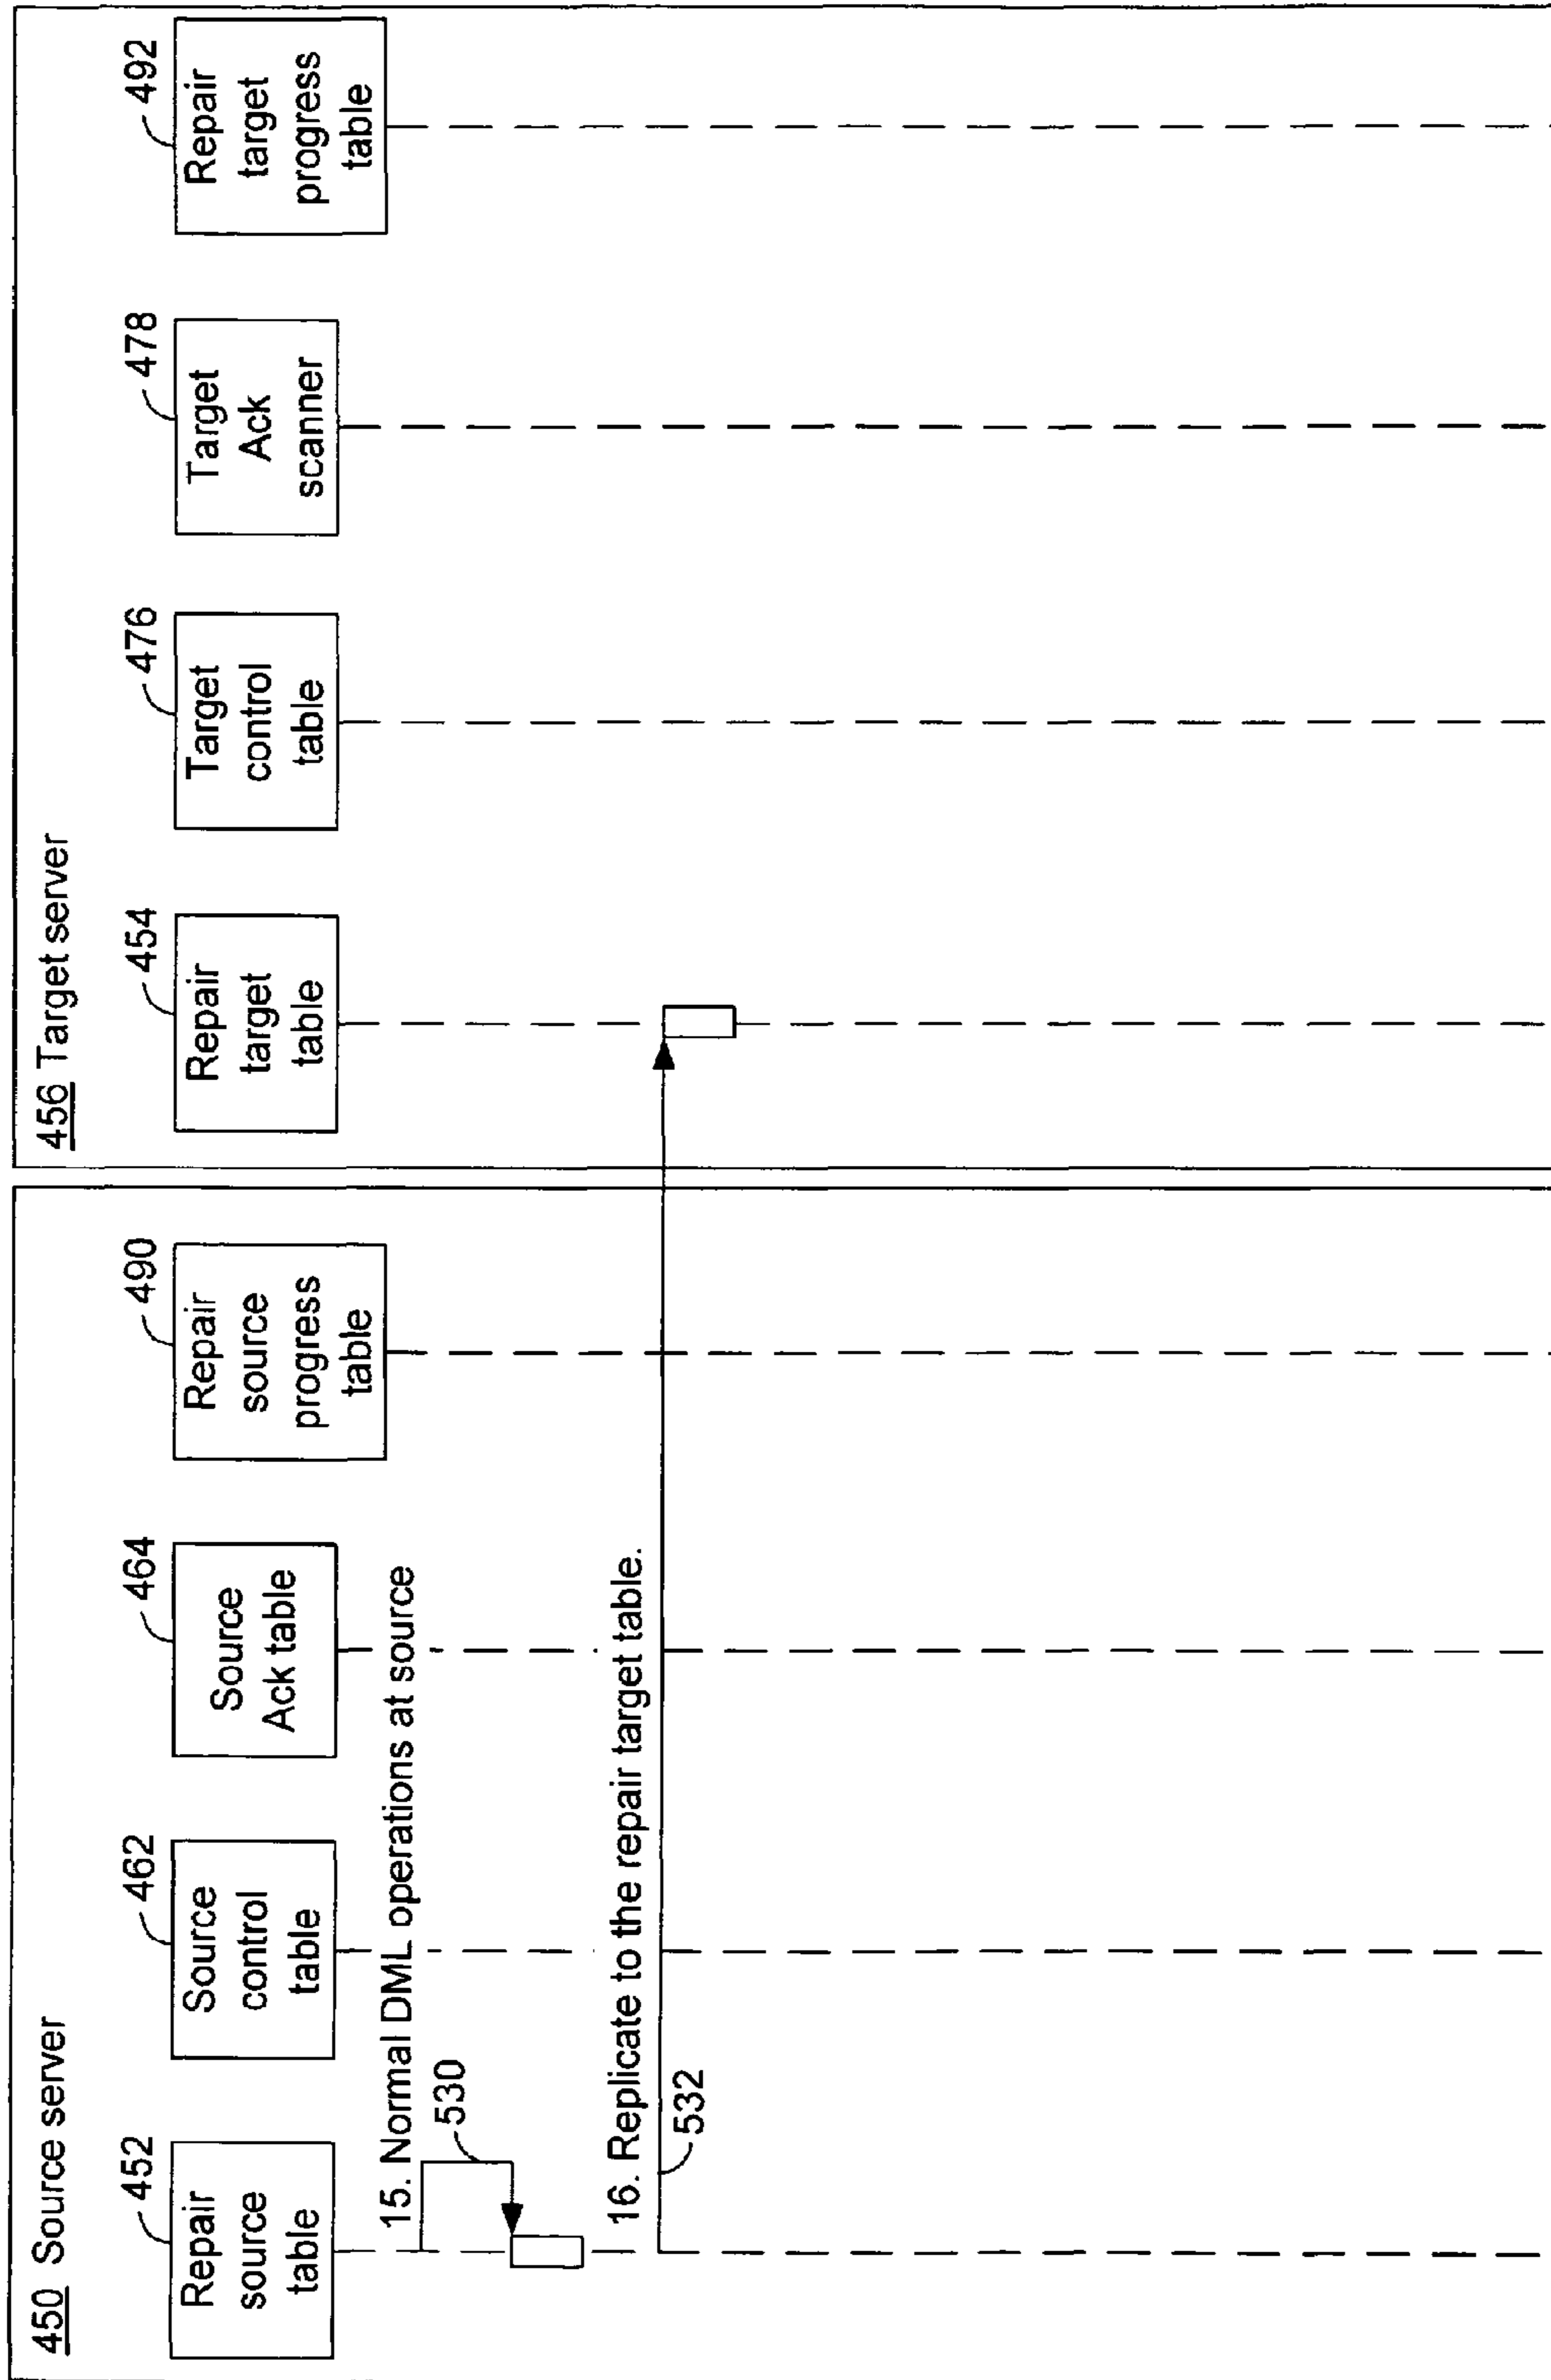 450 Source server
452
Repair
source
table
462
Source
control
table
464
Source
Ack table
490
Repair
source
progress
table
15. Normal DML operations at source
530
16. Replicate to the repair target table.
532
456 Target server
454
Repair
target
table
476
Target
control
table
478
Target
Ack
scanner
492
Repair
target
progress
table